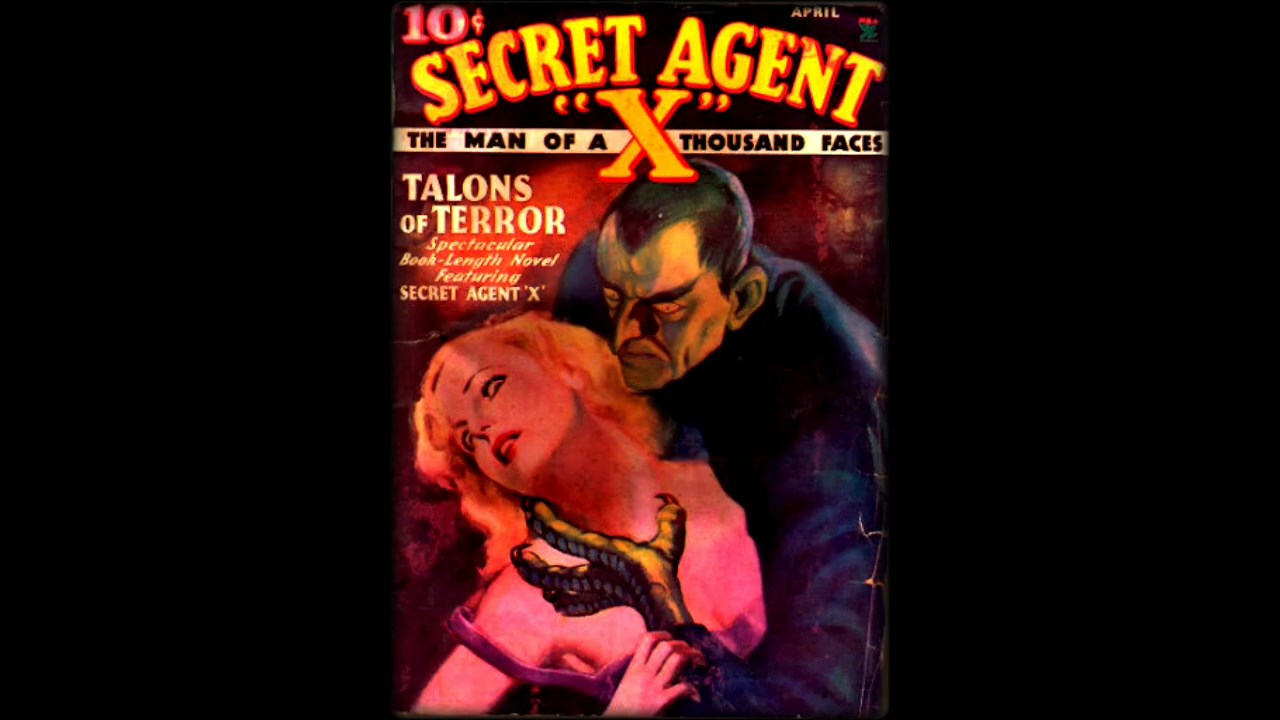 10¢
APRIL
SECRET AGENT
"X"
THE MAN OF A THOUSAND FACES
TALONS
OF TERROR
Spectacular
Book-Length Novel
Featuring
SECRET AGENT 'X'